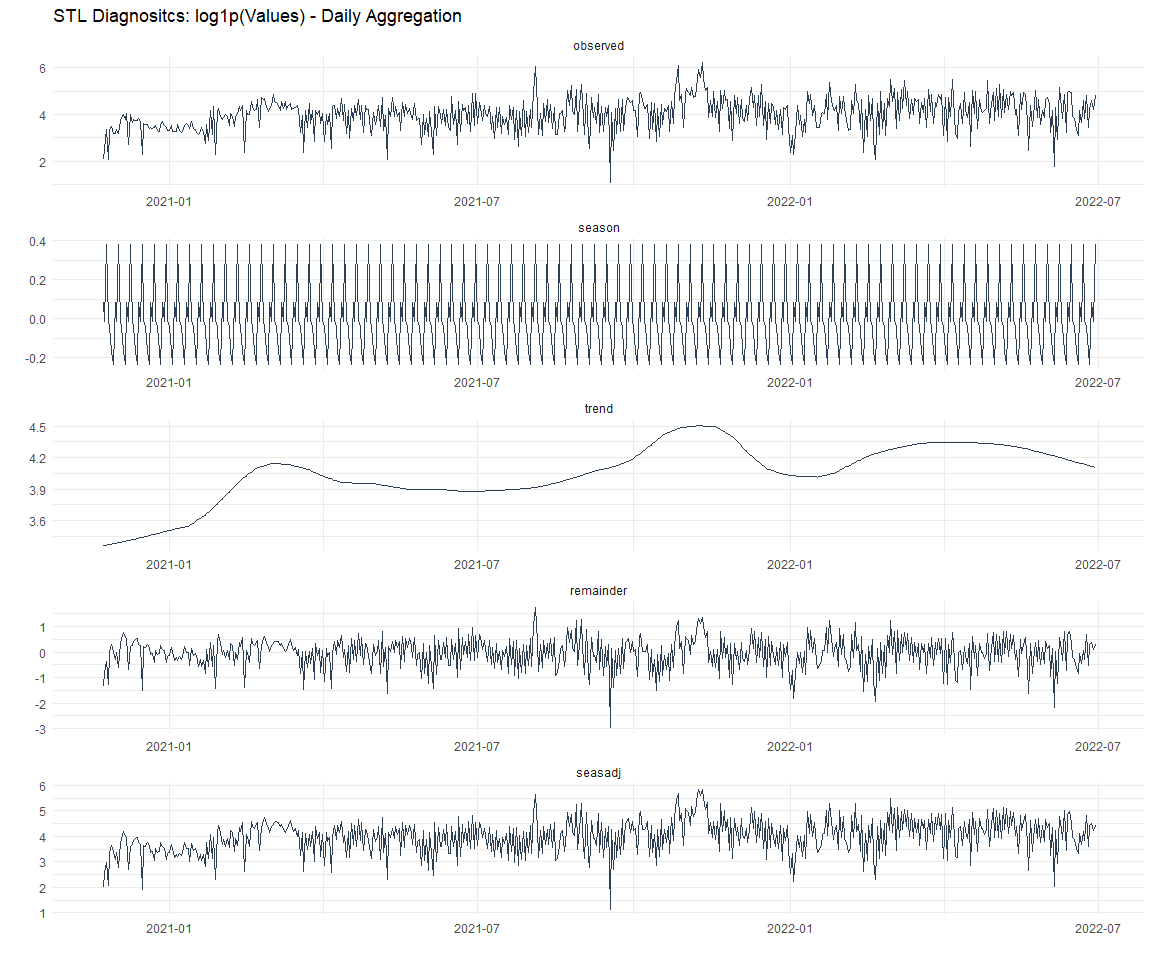 STL Diagnositcs: log1p(Values) - Daily Aggregation
observed
6
4
2
2021-01 2021-07 2022-01 2022-07
season
0.4
0.2
0.0
-0.2
2021-01 2021-07 2022-01 2022-07
trend
4.5
4.2
3.9
3.6
2021-01 2021-07 2022-01 2022-07
remainder
1
0
-1
-2
-3
2021-01 2021-07 2022-01 2022-07
seasadj
6
5
4
3
2
1
2021-01 2021-07 2022-01 2022-07